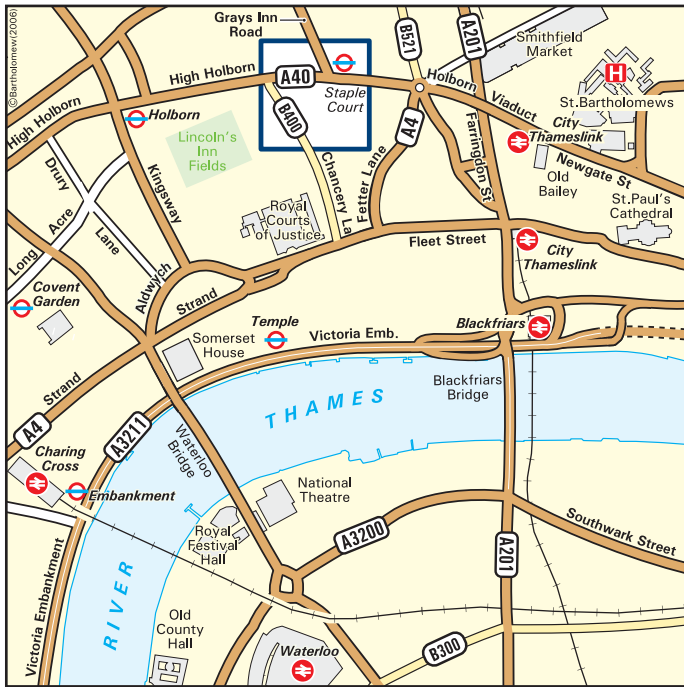 ©Bartholomew (2006)
Grays Inn
Road
B521
A201
Smithfield
Market
H
High Holborn
A40
Staple
Court
Holborn
Viaduct
St.Bartholomews
High Holborn
Holborn
B400
A4
Farringdon St
City
Thameslink
Lincoln's
Inn
Fields
Chancery La
Fetter Lane
Newgate St
Old
Bailey
Drury
Lane
Kingsway
Royal
Courts
of Justice
St.Paul's
Cathedral
Long
Acre
Fleet Street
City
Thameslink
Aldwych
Covent
Garden
Strand
Temple
Victoria Emb.
Blackfriars
Somerset
House
Strand
Blackfriars
Bridge
THAMES
A4
A3211
Waterloo
Bridge
Charing
Cross
Embankment
National
Theatre
Royal
Festival
Hall
A3200
Southwark Street
A201
Victoria Embankment
RIVER
Old
County
Hall
Waterloo
B300